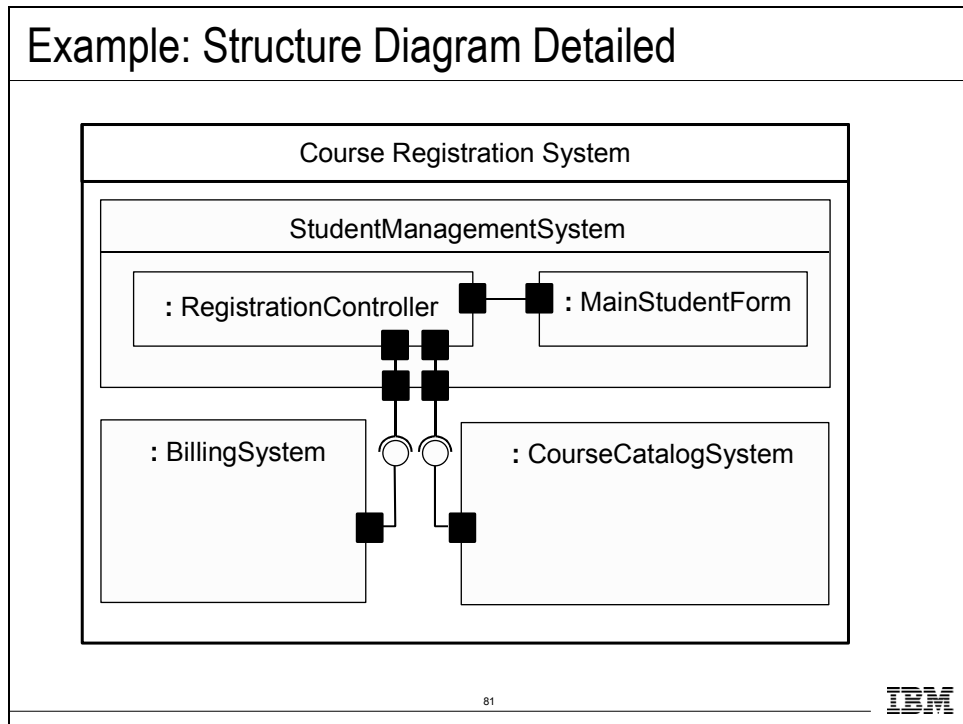 Example: Structure Diagram Detailed
Course Registration System
StudentManagementSystem
: RegistrationController
: MainStudentForm
: BillingSystem
: CourseCatalogSystem
81
IBM